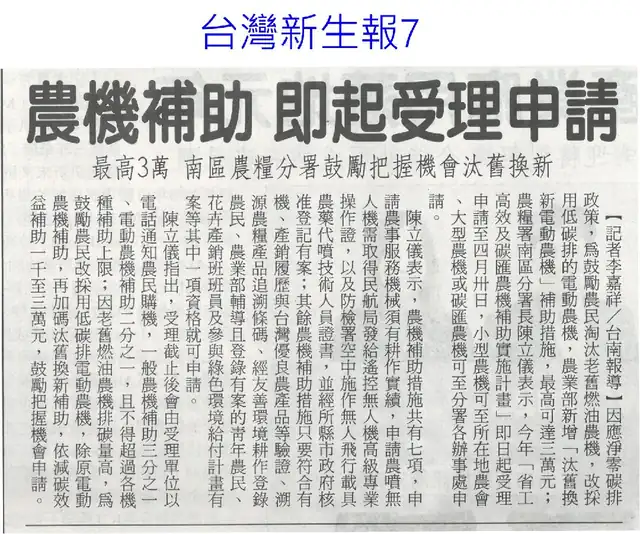 台灣新生報7
農機補助 即起受理申請
最高3萬 南區農糧分署鼓勵把握機會汰舊換新
【記者李嘉祥／台南報導】因應淨零碳排
政策，為鼓勵農民淘汰老舊燃油農機，改採
用低碳排的電動農機，農業部新增「汰舊換
新電動農機」補助措施，最高可達三萬元；
農糧署南區分署長陳立儀表示，今年「省工
高效及碳匯農機補助實施計畫」即日起受理
申請至四月卅日，小型農機可至所在地農會
、大型農機或碳匯農機可至分署各辦事處申
請。
陳立儀表示，農機補助措施共有七項，申
請農事服務機械須有耕作實績，申請農噴無
人機需取得民航局發給遙控無人機高級專業
操作證，以及防檢署空中施作無人飛行載具
農藥代噴技術人員證書，並經所縣市政府核
准登記有案；其餘農機補助措施只要符合有
機、產銷履歷與台灣優良農產品等驗證、溯
源農糧產品追溯條碼、經友善環境耕作登錄
農民、農業部輔導且登錄有案的青年農民、
花卉產銷班班員及參與綠色環境給付計畫有
案等其中一項資格就可申請。
陳立儀指出，受理截止後會由受理單位以
電話通知農民購機，一般農機補助三分之一
、電動農機補助二分之一，且不得超過各機
種補助上限；因老舊燃油農機排碳量高，為
鼓勵農民改採用低碳排電動農機，除原電動
農機補助，再加碼汰舊換新補助，依減碳效
益補助一千至三萬元，鼓勵把握機會申請。